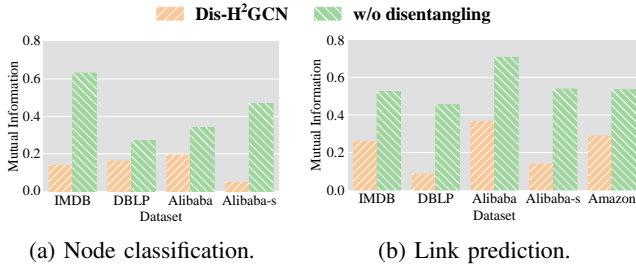 Dis-H²GCN w/o disentangling
Mutual Information
0.8
0.6
0.4
0.2
0.0
IMDB DBLP Alibaba Alibaba-s
Dataset
(a) Node classification.
Mutual Information
0.8
0.6
0.4
0.2
0.0
IMDB DBLP Alibaba Alibaba-s Amazon
Dataset
(b) Link prediction.